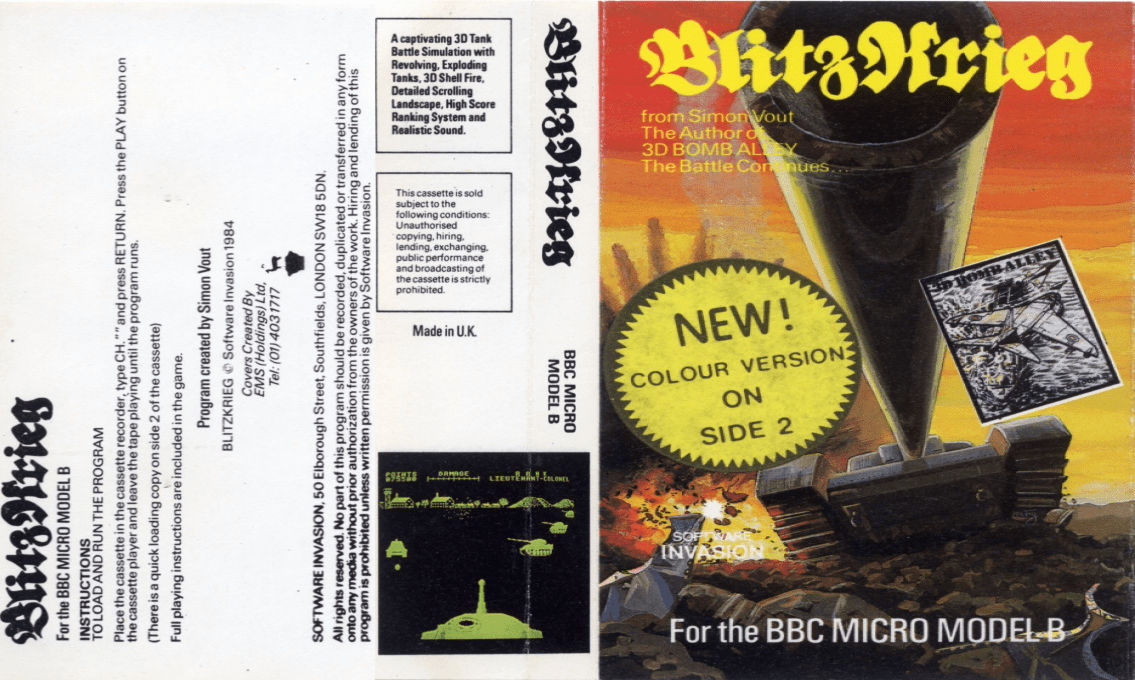 BlitzKrieg
For the BBC MICRO MODEL B
INSTRUCTIONS
TO LOAD AND RUN THE PROGRAM
Place the cassette in the cassette recorder, type CH. "" and press RETURN. Press the PLAY button on
the cassette player and leave the tape playing until the program runs.
(There is a quick loading copy on side 2 of the cassette)
Full playing instructions are included in the game.
Program created by Simon Vout
BLITZKRIEG © Software Invasion 1984
Covers Created By
EMS (Holdings) Ltd,
Tel: (01) 403 1717
SOFTWARE INVASION, 50 Elborough Street, Southfields, LONDON SW18 5DN.
All rights reserved. No part of this program should be recorded, duplicated or transferred in any form
onto any media without prior authorization from the owners of the work. Hiring and lending of this
program is prohibited unless written permission is given by Software Invasion.
A captivating 3D Tank
Battle Simulation with
Revolving, Exploding
Tanks, 3D Shell Fire,
Detailed Scrolling
Landscape, High Score
Ranking System and
Realistic Sound.
This cassette is sold
subject to the
following conditions:
Unauthorised
copying, hiring,
lending, exchanging,
public performance
and broadcasting of
the cassette is strictly
prohibited.
Made in U.K.
POINTS DAMAGE RANK
075500 LIEUTENANT-COLONEL
BlitzKrieg
BBC MICRO
MODEL B
BlitzKrieg
from Simon Vout
The Author of
3D BOMB ALLEY
The Battle Continues...
3D BOMB ALLEY
NEW!
COLOUR VERSION
ON
SIDE 2
SOFTWARE
INVASION
For the BBC MICRO MODEL B